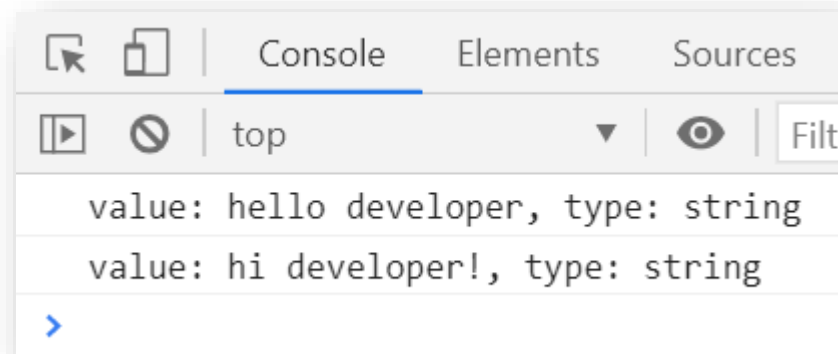 Console Elements Sources
top Filt
value: hello developer, type: string
value: hi developer!, type: string